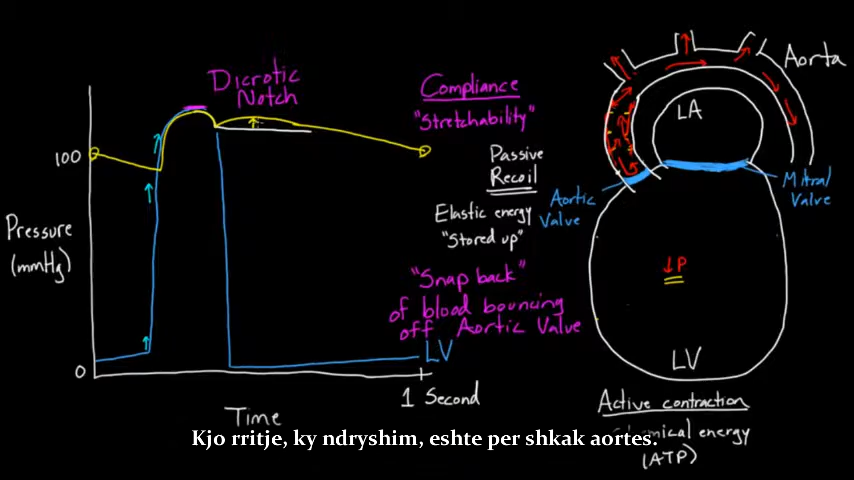 Dicrotic
Notch
Compliance
"Stretchability"
Passive
Recoil
Elastic energy
"Stored up"
"Snap back"
of blood bouncing
off Aortic Valve
100
Pressure
(mmHg)
0
LV
1 Second
Time
Aorta
LA
Aortic
Valve
Mitral
Valve
↓P
LV
Active contraction
energy
(ATP)
Kjo rritje, ky ndryshim, eshte per shkak aortes.